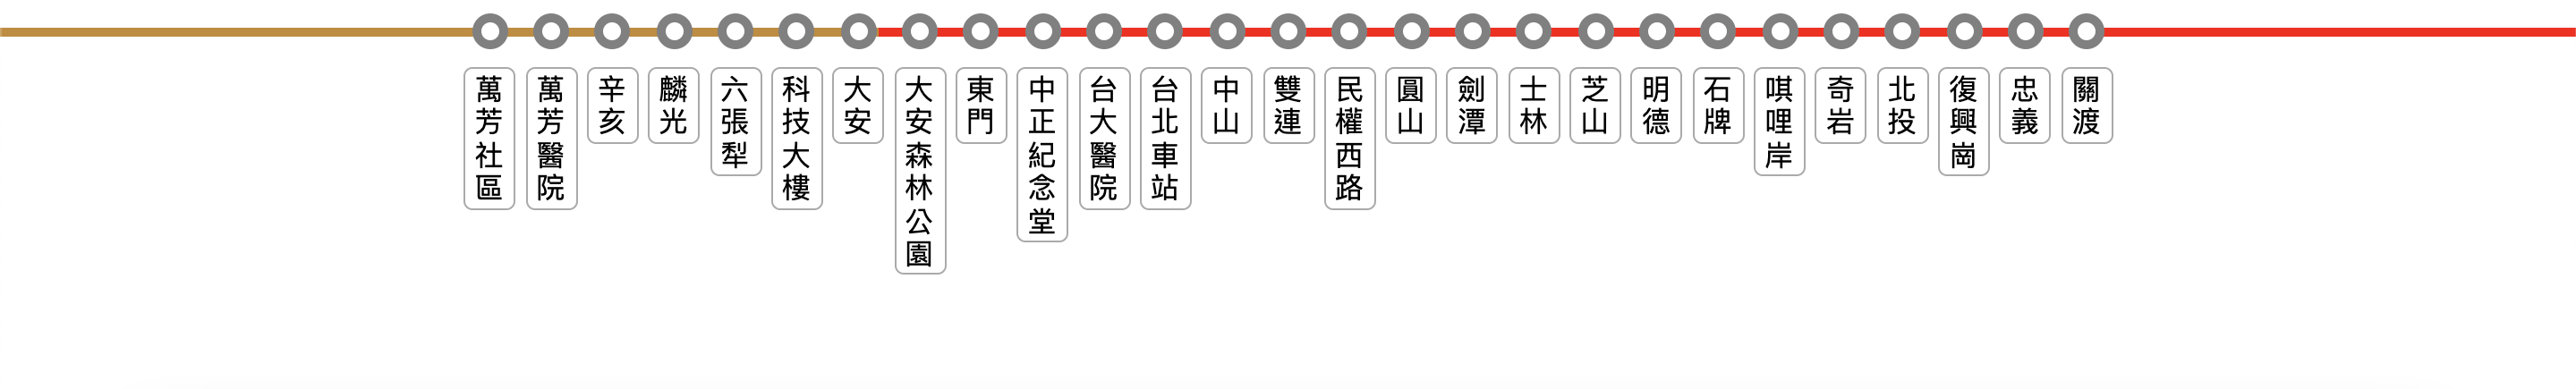 萬芳社區
萬芳醫院
辛亥
麟光
六張犁
科技大樓
大安
大安森林公園
東門
中正紀念堂
台大醫院
台北車站
中山
雙連
民權西路
圓山
劍潭
士林
芝山
明德
石牌
唭哩岸
奇岩
北投
復興崗
忠義
關渡